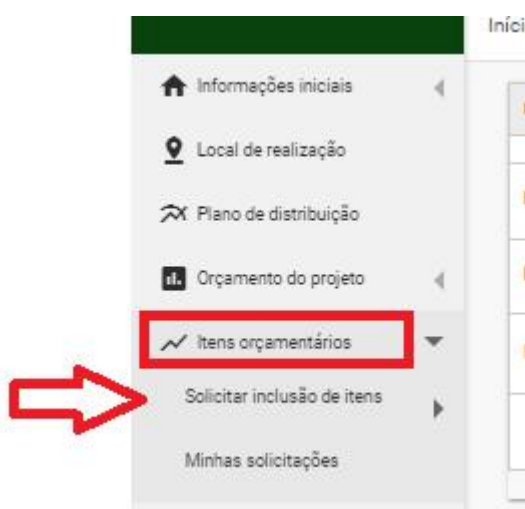 Iníci
Informações iniciais
Local de realização
Plano de distribuição
Orçamento do projeto
Itens orçamentários
Solicitar inclusão de itens
Minhas solicitações